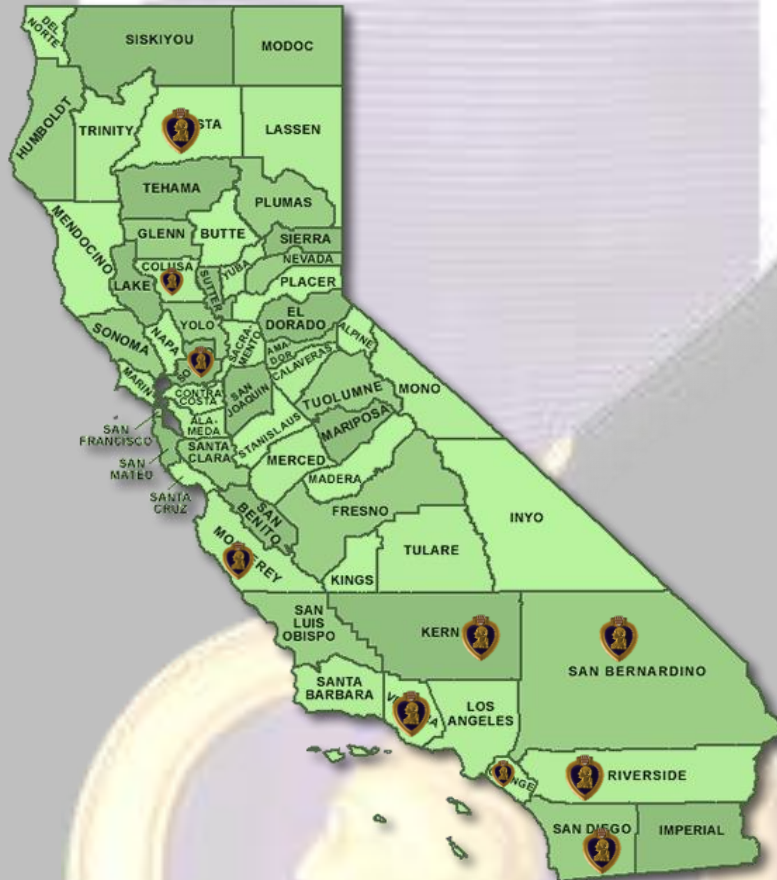 DEL
NORTE
SISKIYOU
MODOC
HUMBOLDT
TRINITY
STA
LASSEN
TEHAMA
PLUMAS
MENDOCINO
GLENN
BUTTE
SIERRA
COLUSA
YUBA
NEVADA
LAKE
SUTTER
PLACER
SONOMA
NAPA
YOLO
EL
DORADO
SACRA-
MENTO
ALPINE
AMA-
DOR
CALAVERAS
MARIN
SO
CONTRA
COSTA
SAN
JOAQUIN
TUOLUMNE
MONO
ALA-
MEDA
STANISLAUS
MARIPOSA
SAN
FRANCISCO
SANTA
CLARA
SAN
MATEO
MERCED
MADERA
SANTA
CRUZ
SAN
BENITO
FRESNO
INYO
MO
EREY
KINGS
TULARE
SAN
LUIS
OBISPO
KERN
SAN BERNARDINO
SANTA
BARBARA
V
A
LOS
ANGELES
NGE
RIVERSIDE
SAN DIEGO
IMPERIAL